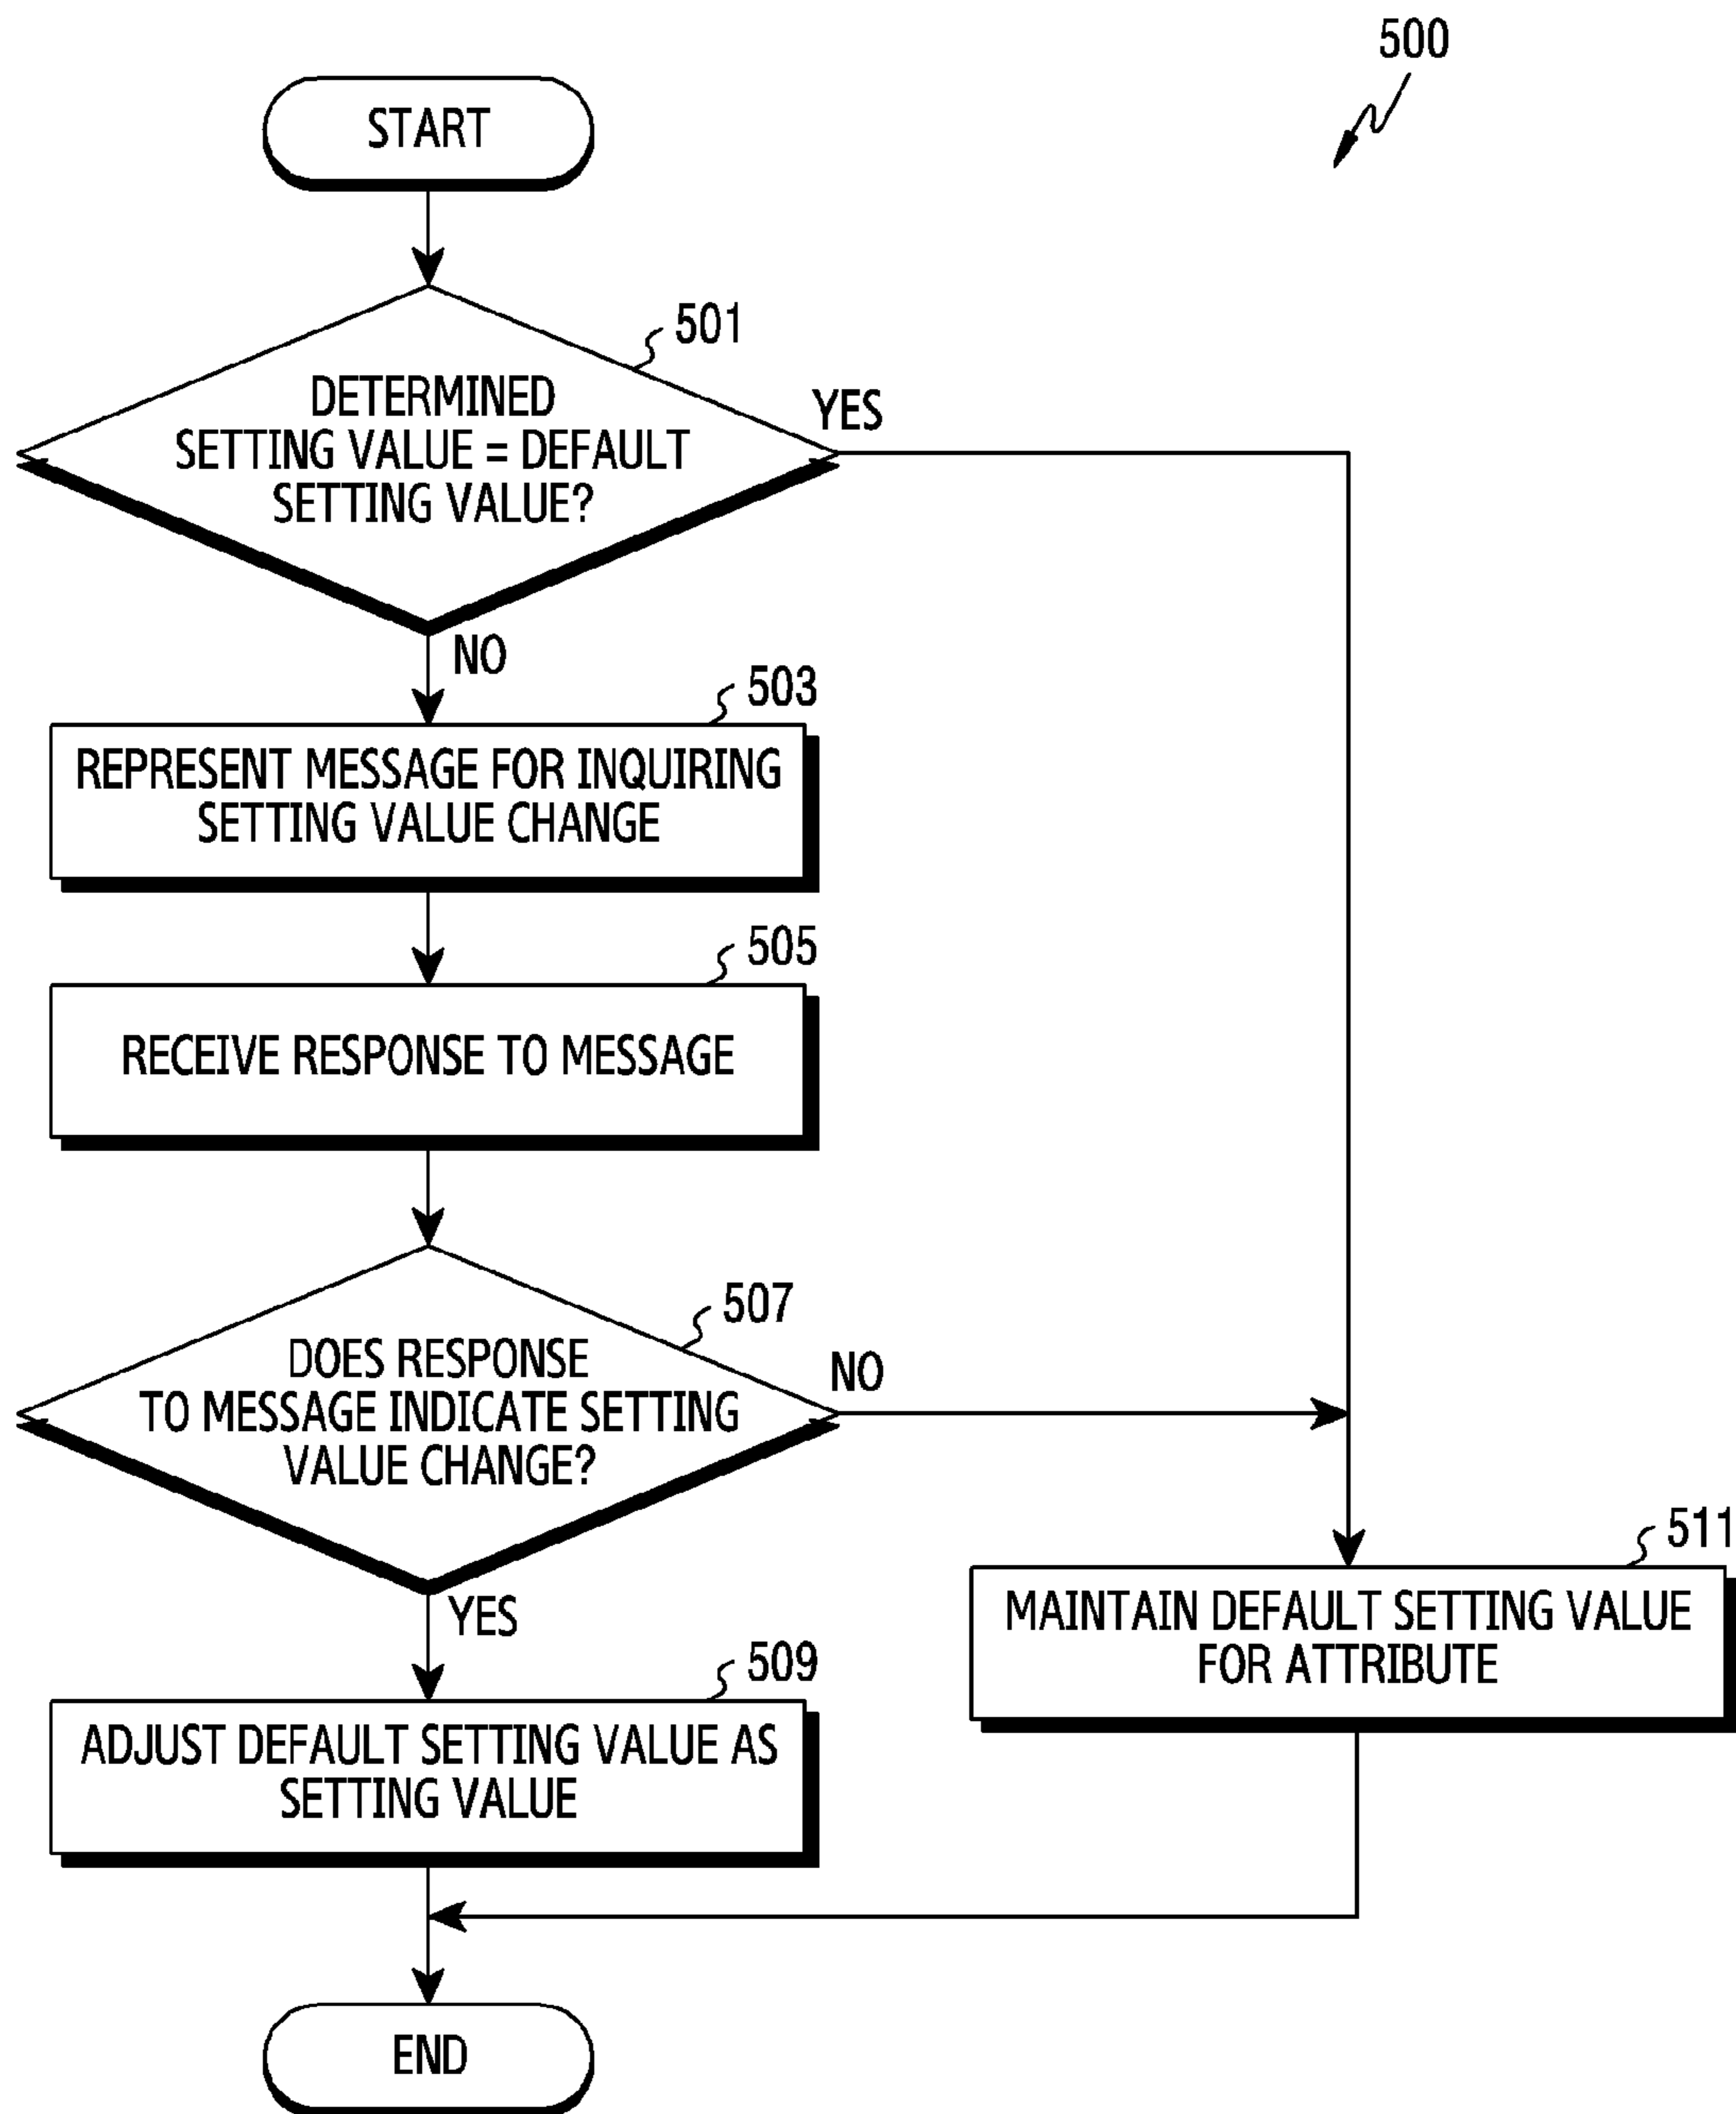 500
START
501
DETERMINED
SETTING VALUE = DEFAULT
SETTING VALUE?
YES
NO
503
REPRESENT MESSAGE FOR INQUIRING
SETTING VALUE CHANGE
505
RECEIVE RESPONSE TO MESSAGE
507
DOES RESPONSE
TO MESSAGE INDICATE SETTING
VALUE CHANGE?
NO
YES
511
MAINTAIN DEFAULT SETTING VALUE
FOR ATTRIBUTE
509
ADJUST DEFAULT SETTING VALUE AS
SETTING VALUE
END